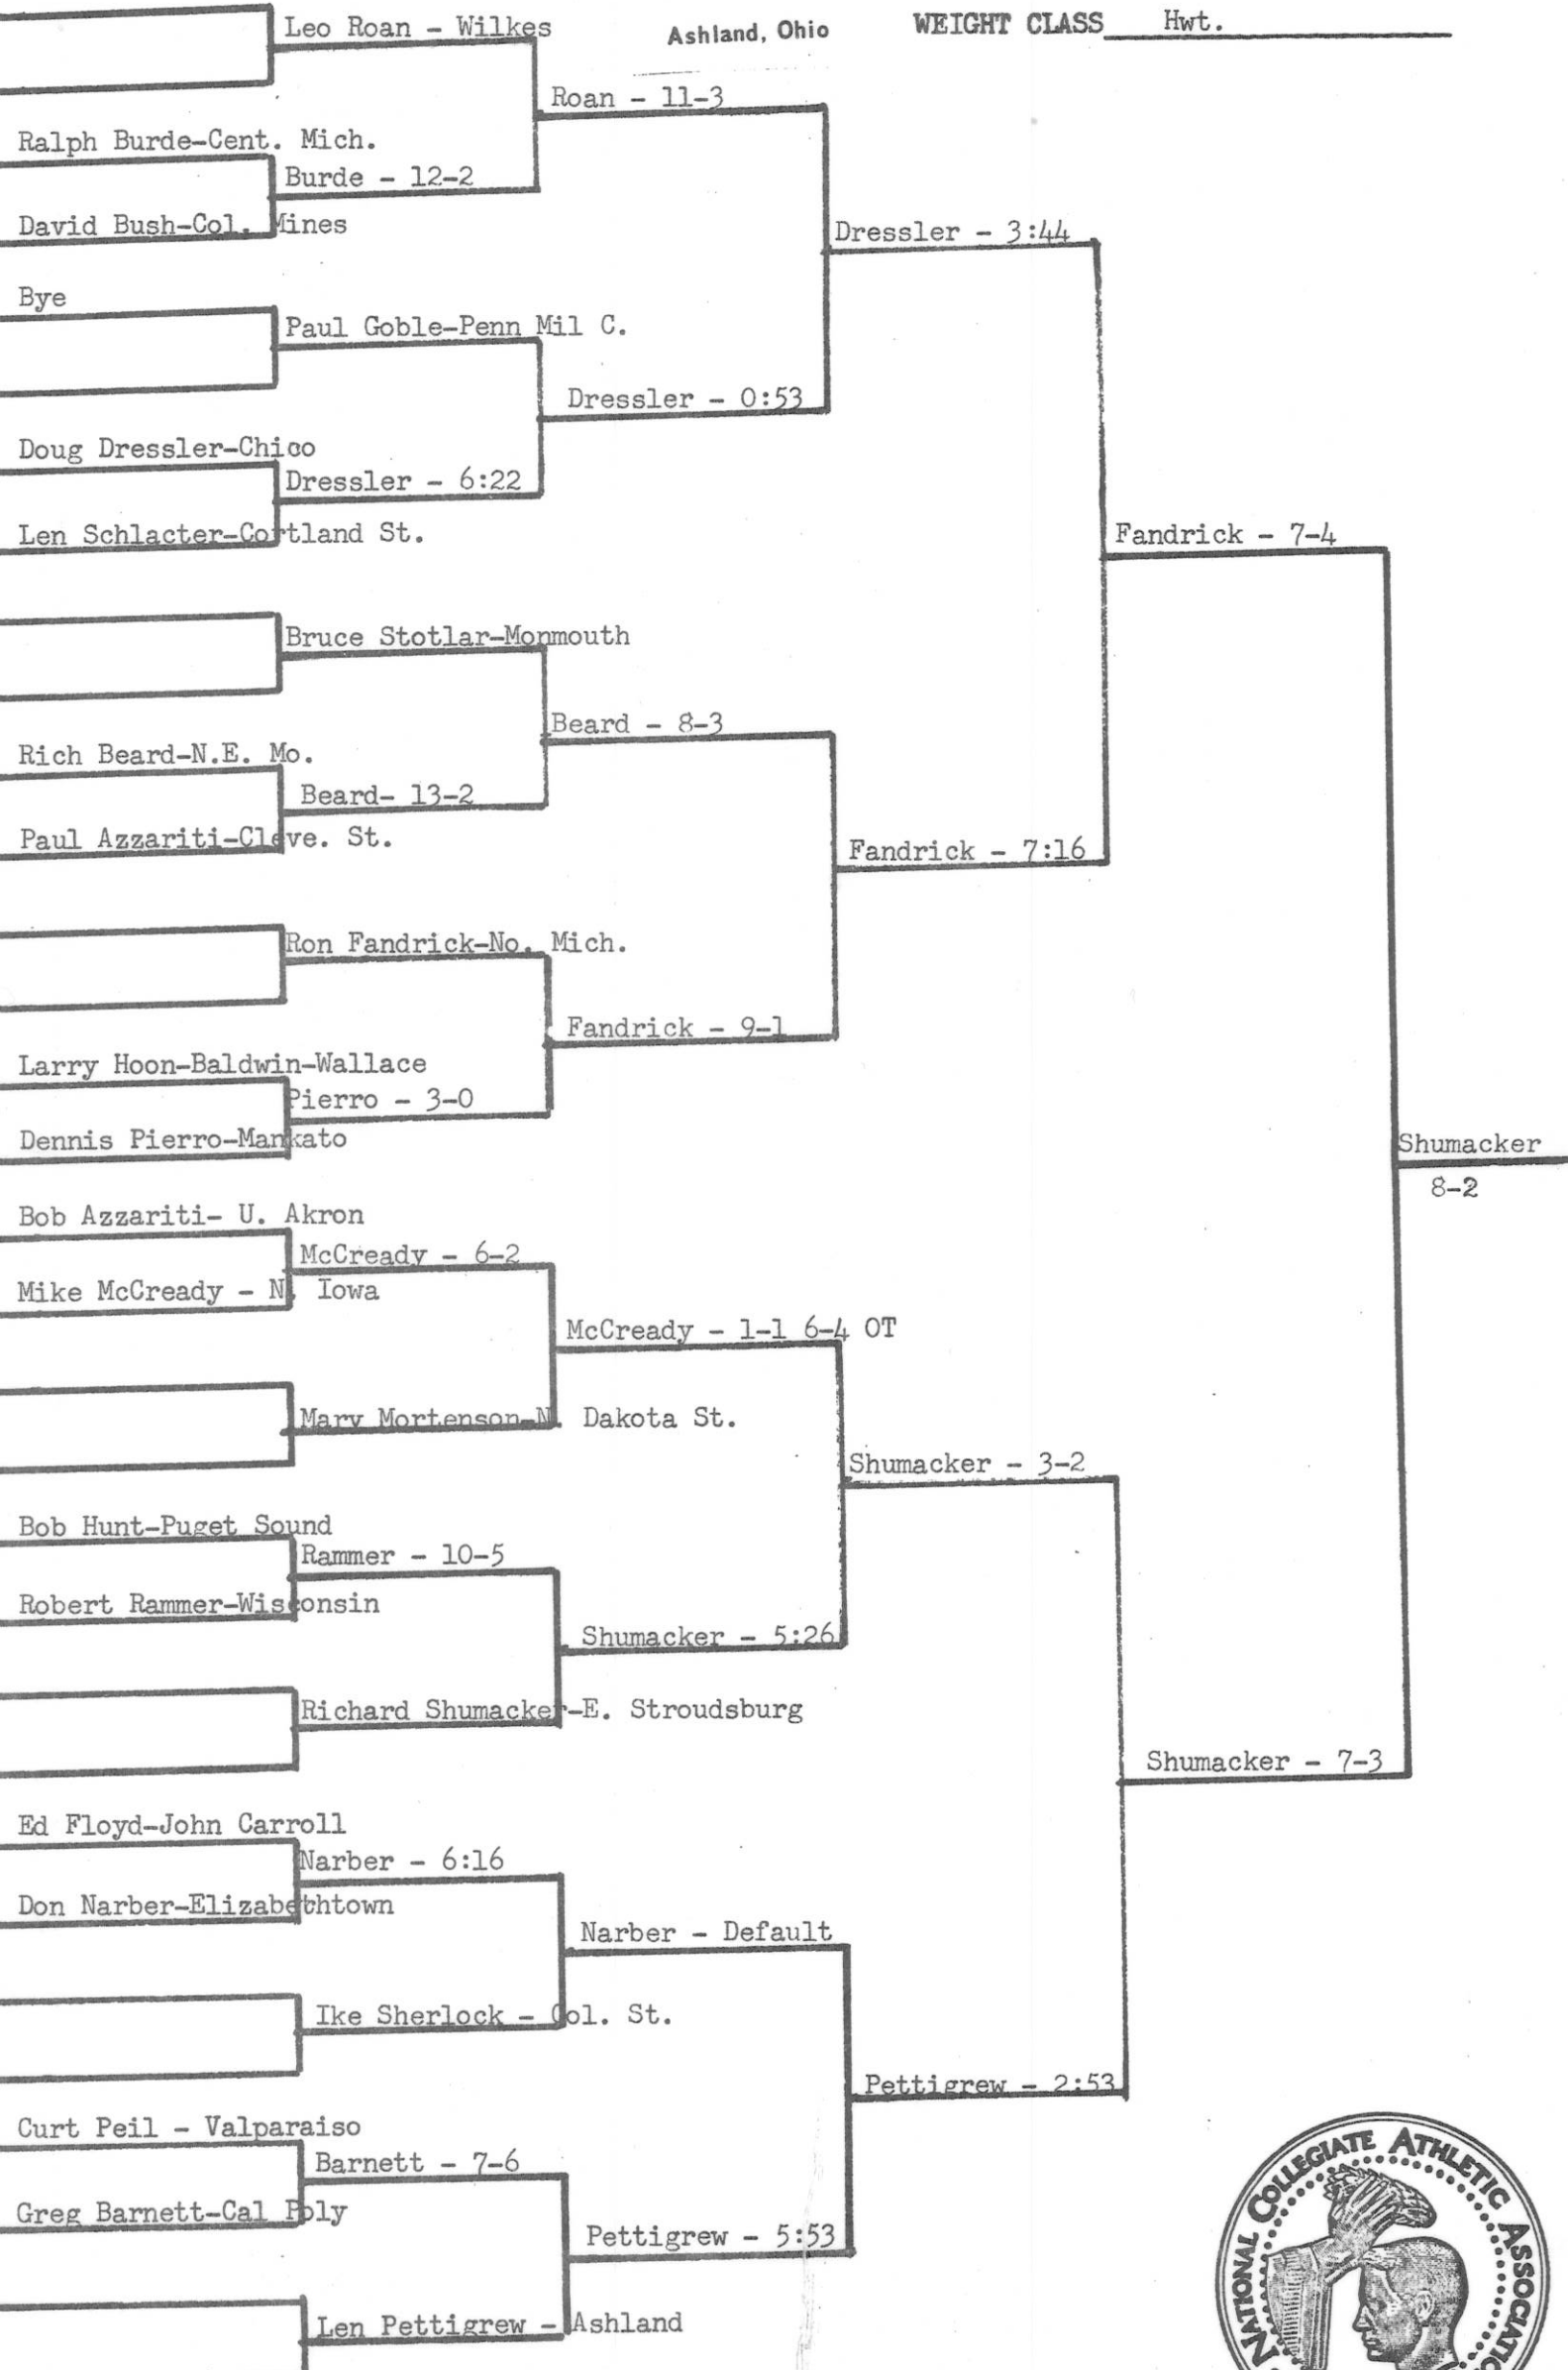 Leo Roan - Wilkes
Ashland, Ohio
WEIGHT CLASS Hwt.
Roan - 11-3
Ralph Burde-Cent. Mich.
Burde - 12-2
David Bush-Col. Mines
Dressler - 3:44
Bye
Paul Goble-Penn Mil C.
Dressler - 0:53
Doug Dressler-Chico
Dressler - 6:22
Len Schlacter-Cortland St.
Fandrick - 7-4
Bruce Stotlar-Monmouth
Beard - 8-3
Rich Beard-N.E. Mo.
Beard- 13-2
Paul Azzariti-Cleve. St.
Fandrick - 7:16
Ron Fandrick-No. Mich.
Fandrick - 9-1
Larry Hoon-Baldwin-Wallace
Pierro - 3-0
Dennis Pierro-Mankato
Shumacker
8-2
Bob Azzariti- U. Akron
McCready - 6-2
Mike McCready - N. Iowa
McCready - 1-1 6-4 OT
Marv Mortenson-N. Dakota St.
Shumacker - 3-2
Bob Hunt-Puget Sound
Rammer - 10-5
Robert Rammer-Wisconsin
Shumacker - 5:26
Richard Shumacker-E. Stroudsburg
Shumacker - 7-3
Ed Floyd-John Carroll
Narber - 6:16
Don Narber-Elizabethtown
Narber - Default
Ike Sherlock - Col. St.
Pettigrew - 2:53
Curt Peil - Valparaiso
Barnett - 7-6
Greg Barnett-Cal Poly
Pettigrew - 5:53
Len Pettigrew - Ashland
NATIONAL COLLEGIATE ATHLETIC ASSOCIATIO